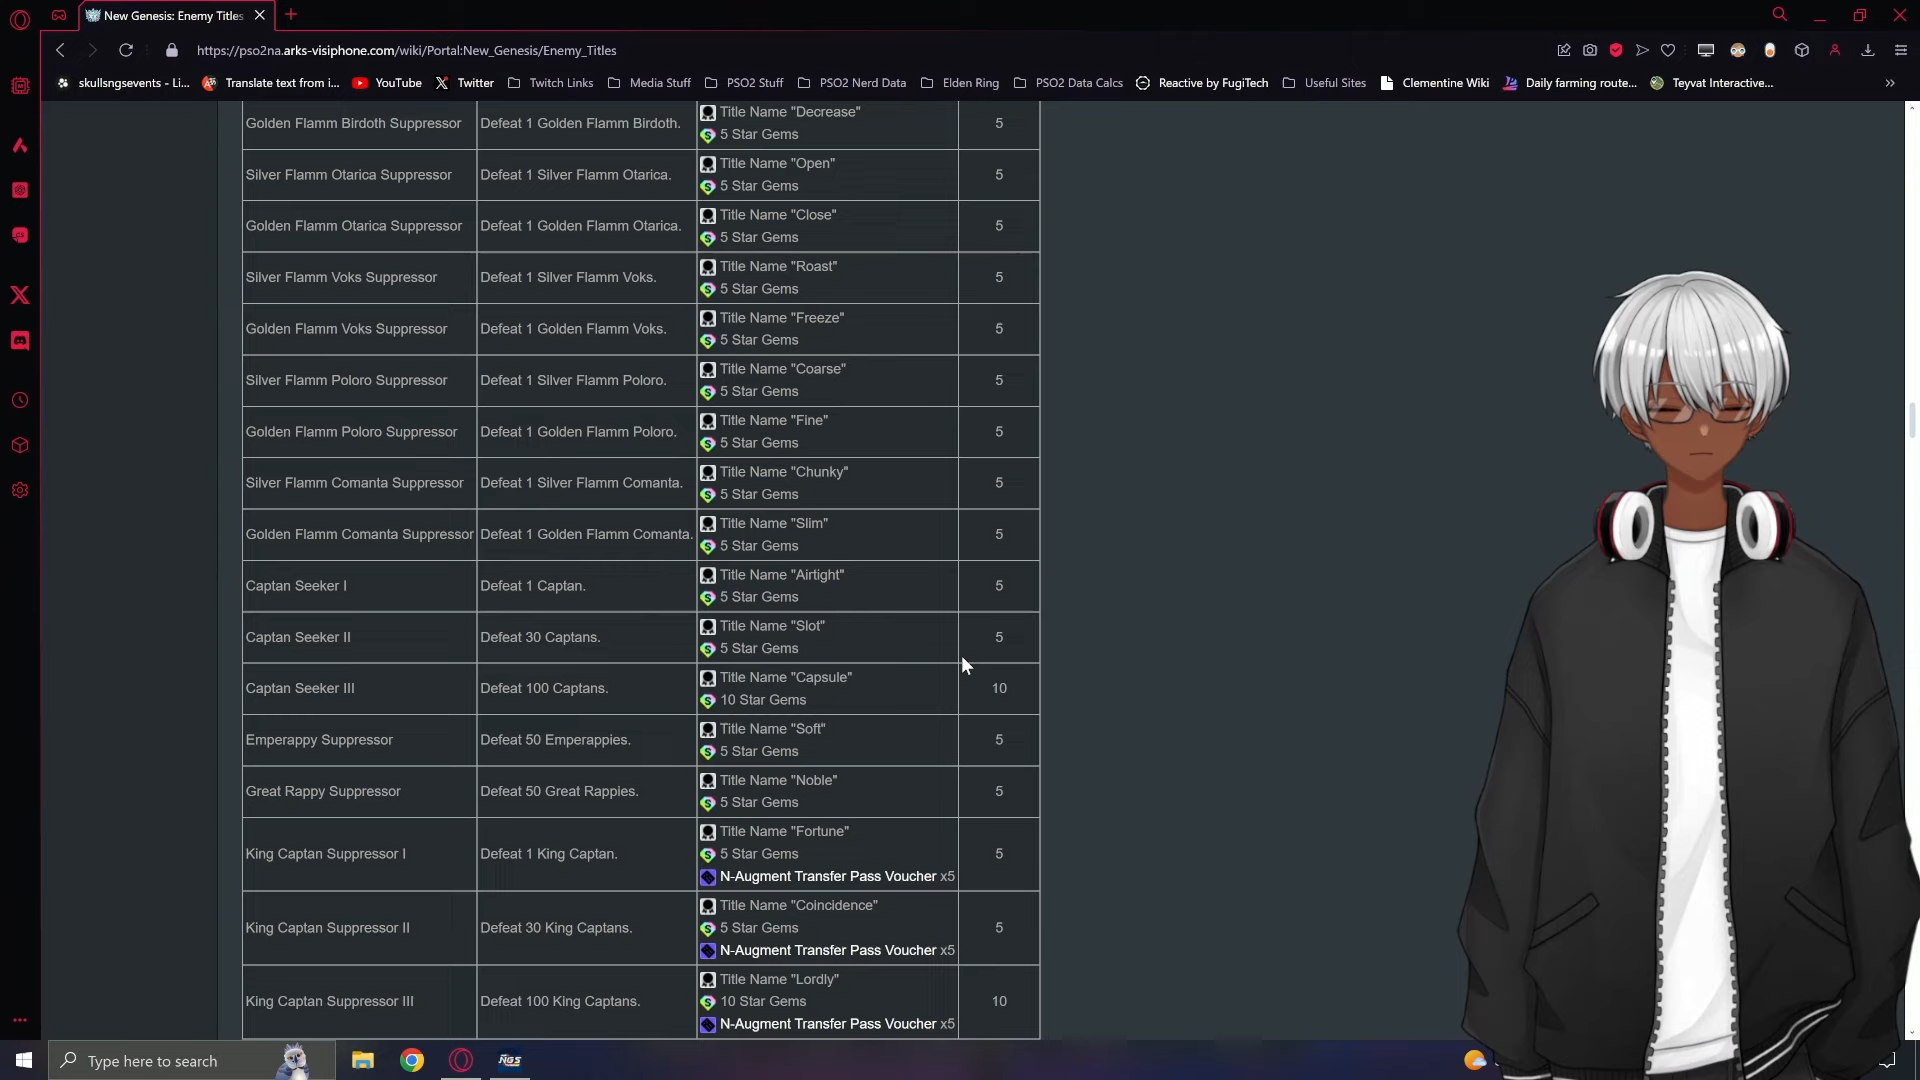 New Genesis: Enemy Titles
https://pso2na.arks-visiphone.com/wiki/Portal:New_Genesis/Enemy_Titles
skullsngsevents - Li... Translate text from i... YouTube Twitter Twitch Links Media Stuff PSO2 Stuff PSO2 Nerd Data Elden Ring PSO2 Data Calcs Reactive by FugiTech Useful Sites Clementine Wiki Daily farming route... Teyvat Interactive...
Title Name "Decrease"
Golden Flamm Birdoth Suppressor Defeat 1 Golden Flamm Birdoth. 5
5 Star Gems
Title Name "Open"
Silver Flamm Otarica Suppressor Defeat 1 Silver Flamm Otarica. 5
5 Star Gems
Title Name "Close"
Golden Flamm Otarica Suppressor Defeat 1 Golden Flamm Otarica. 5
5 Star Gems
Title Name "Roast"
Silver Flamm Voks Suppressor Defeat 1 Silver Flamm Voks. 5
5 Star Gems
Title Name "Freeze"
Golden Flamm Voks Suppressor Defeat 1 Golden Flamm Voks. 5
5 Star Gems
Title Name "Coarse"
Silver Flamm Poloro Suppressor Defeat 1 Silver Flamm Poloro. 5
5 Star Gems
Title Name "Fine"
Golden Flamm Poloro Suppressor Defeat 1 Golden Flamm Poloro. 5
5 Star Gems
Title Name "Chunky"
Silver Flamm Comanta Suppressor Defeat 1 Silver Flamm Comanta. 5
5 Star Gems
Title Name "Slim"
Golden Flamm Comanta Suppressor Defeat 1 Golden Flamm Comanta. 5
5 Star Gems
Title Name "Airtight"
Captan Seeker I Defeat 1 Captan. 5
5 Star Gems
Title Name "Slot"
Captan Seeker II Defeat 30 Captans. 5
5 Star Gems
Title Name "Capsule"
Captan Seeker III Defeat 100 Captans. 10
10 Star Gems
Title Name "Soft"
Emperappy Suppressor Defeat 50 Emperappies. 5
5 Star Gems
Title Name "Noble"
Great Rappy Suppressor Defeat 50 Great Rappies. 5
5 Star Gems
Title Name "Fortune"
King Captan Suppressor I Defeat 1 King Captan. 5 Star Gems 5
N-Augment Transfer Pass Voucher x5
Title Name "Coincidence"
King Captan Suppressor II Defeat 30 King Captans. 5 Star Gems 5
N-Augment Transfer Pass Voucher x5
Title Name "Lordly"
King Captan Suppressor III Defeat 100 King Captans. 10 Star Gems 10
N-Augment Transfer Pass Voucher x5
Type here to search NGS